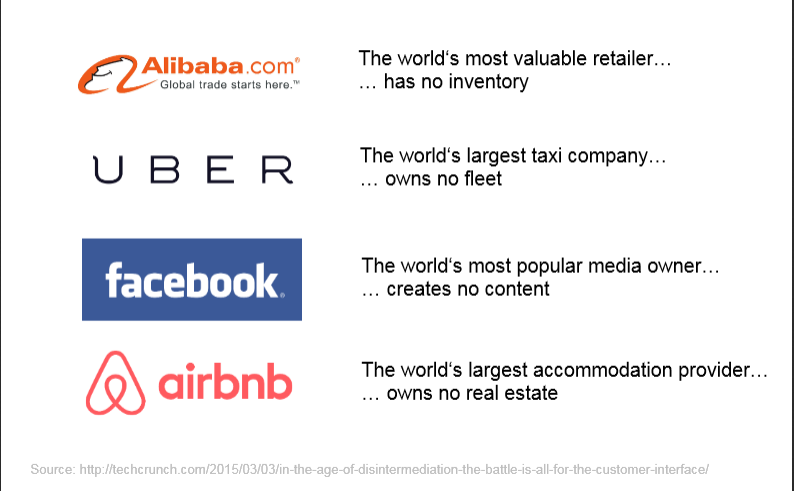 Alibaba.com®
Global trade starts here.™
The world‘s most valuable retailer…
… has no inventory
UBER
The world‘s largest taxi company…
… owns no fleet
facebook®
The world‘s most popular media owner…
… creates no content
airbnb
The world‘s largest accommodation provider…
… owns no real estate
Source: http://techcrunch.com/2015/03/03/in-the-age-of-disintermediation-the-battle-is-all-for-the-customer-interface/